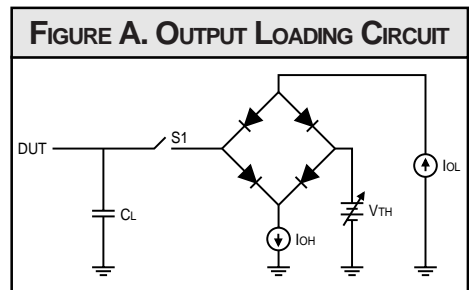 FIGURE A. OUTPUT LOADING CIRCUIT
DUT
S1
IOL
CL
VTH
IOH